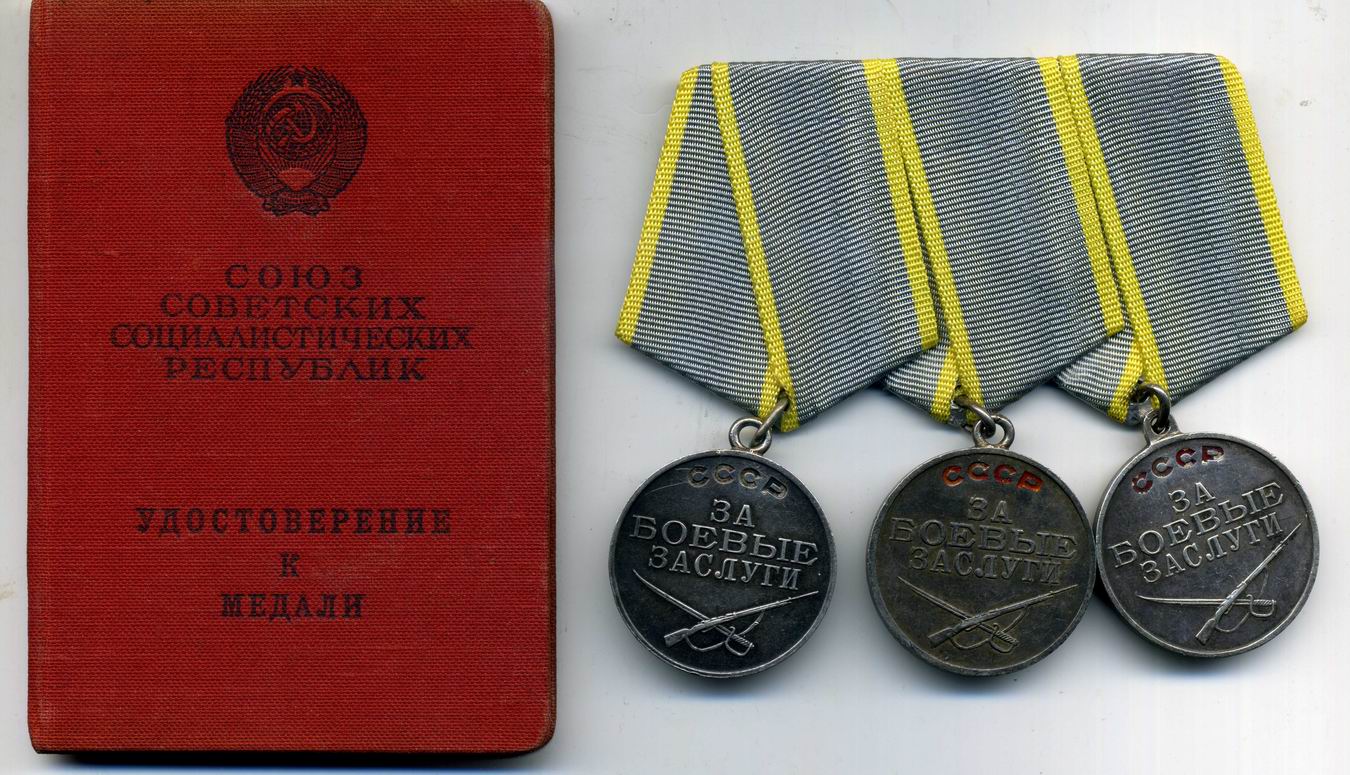 СОЮЗ
СОВЕТСКИХ
СОЦИАЛИСТИЧЕСКИХ
РЕСПУБЛИК
УДОСТОВЕРЕНИЕ
К
МЕДАЛИ
СССР
ЗА
БОЕВЫЕ
ЗАСЛУГИ
СССР
ЗА
БОЕВЫЕ
ЗАСЛУГИ
СССР
ЗА
БОЕВЫЕ
ЗАСЛУГИ